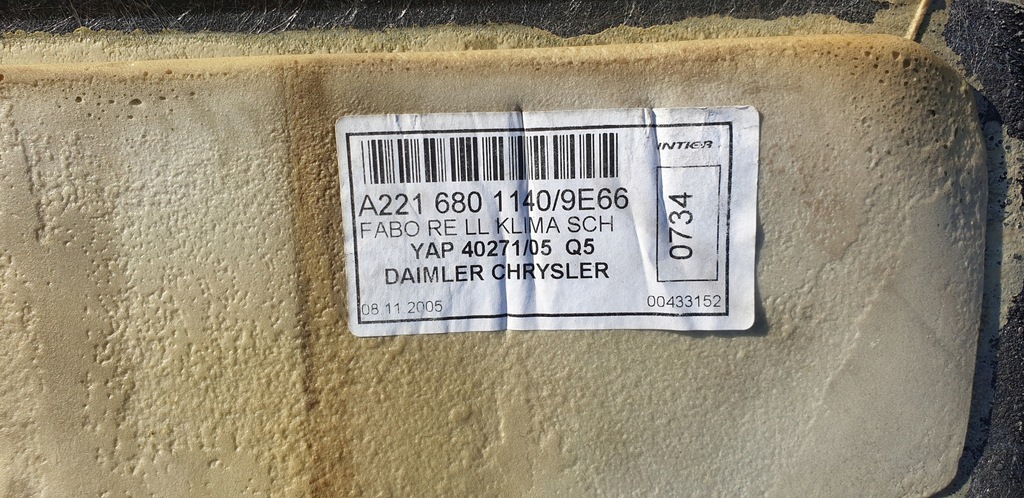 INTIER
A221 680 1140/9E66
FABO RE LL KLIMA SCH
YAP 40271/05 Q5
DAIMLER CHRYSLER
08.11.2005
00433152
0734